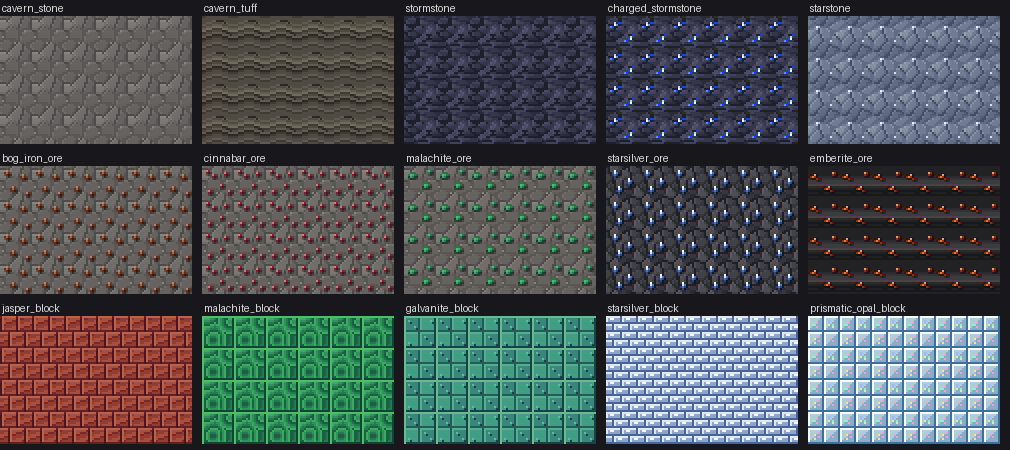 cavern_stone
cavern_tuff
stormstone
charged_stormstone
starstone
bog_iron_ore
cinnabar_ore
malachite_ore
starsilver_ore
emberite_ore
jasper_block
malachite_block
galvanite_block
starsilver_block
prismatic_opal_block